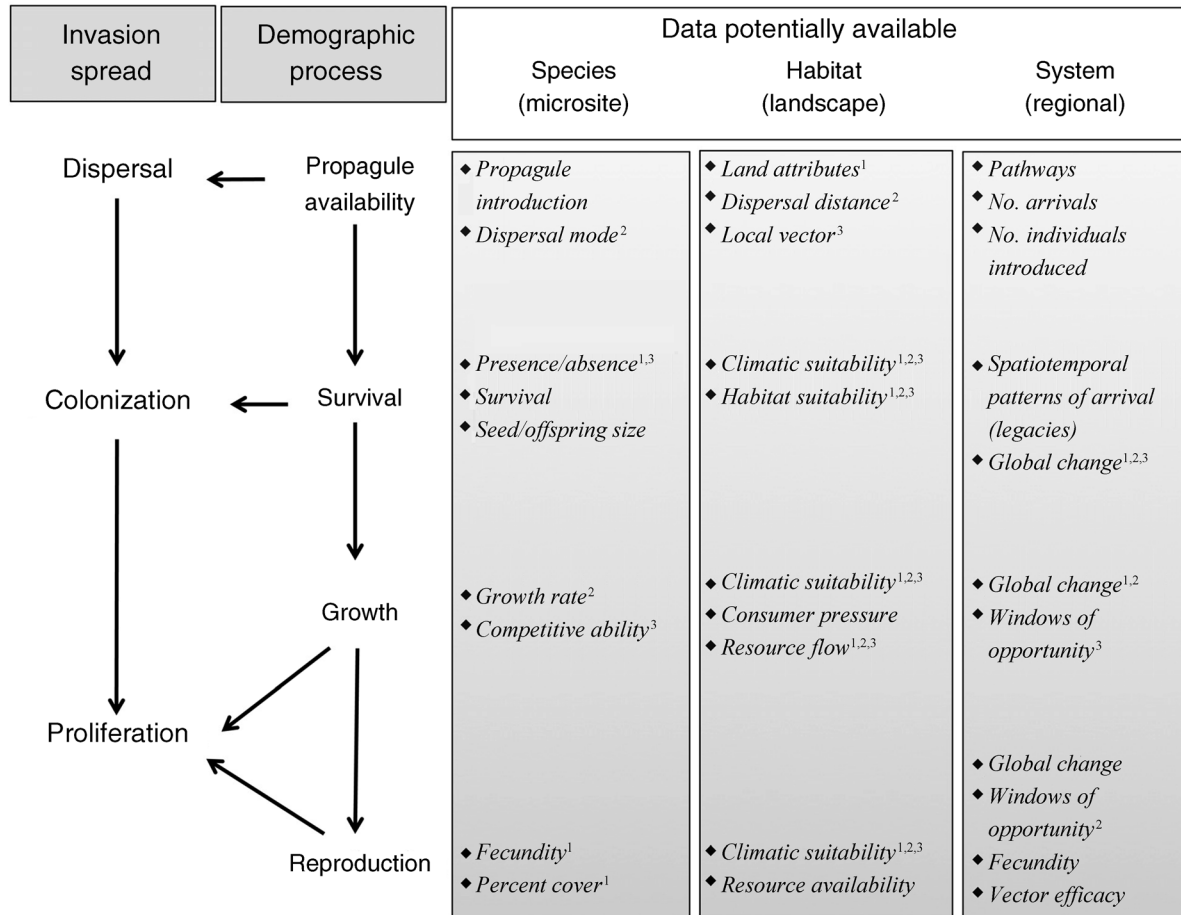 Invasion
spread
Demographic
process
Data potentially available
Species
(microsite)
Habitat
(landscape)
System
(regional)
Dispersal
Propagule
availability
◆ Propagule
introduction
◆ Dispersal mode²
◆ Land attributes¹
◆ Dispersal distance²
◆ Local vector³
◆ Pathways
◆ No. arrivals
◆ No. individuals
introduced
Colonization
Survival
◆ Presence/absence¹,³
◆ Survival
◆ Seed/offspring size
◆ Climatic suitability¹,²,³
◆ Habitat suitability¹,²,³
◆ Spatiotemporal
patterns of arrival
(legacies)
◆ Global change¹,²,³
Growth
◆ Growth rate²
◆ Competitive ability³
◆ Climatic suitability¹,²,³
◆ Consumer pressure
◆ Resource flow¹,²,³
◆ Global change¹,²
◆ Windows of
opportunity³
Proliferation
Reproduction
◆ Fecundity¹
◆ Percent cover¹
◆ Climatic suitability¹,²,³
◆ Resource availability
◆ Global change
◆ Windows of
opportunity²
◆ Fecundity
◆ Vector efficacy